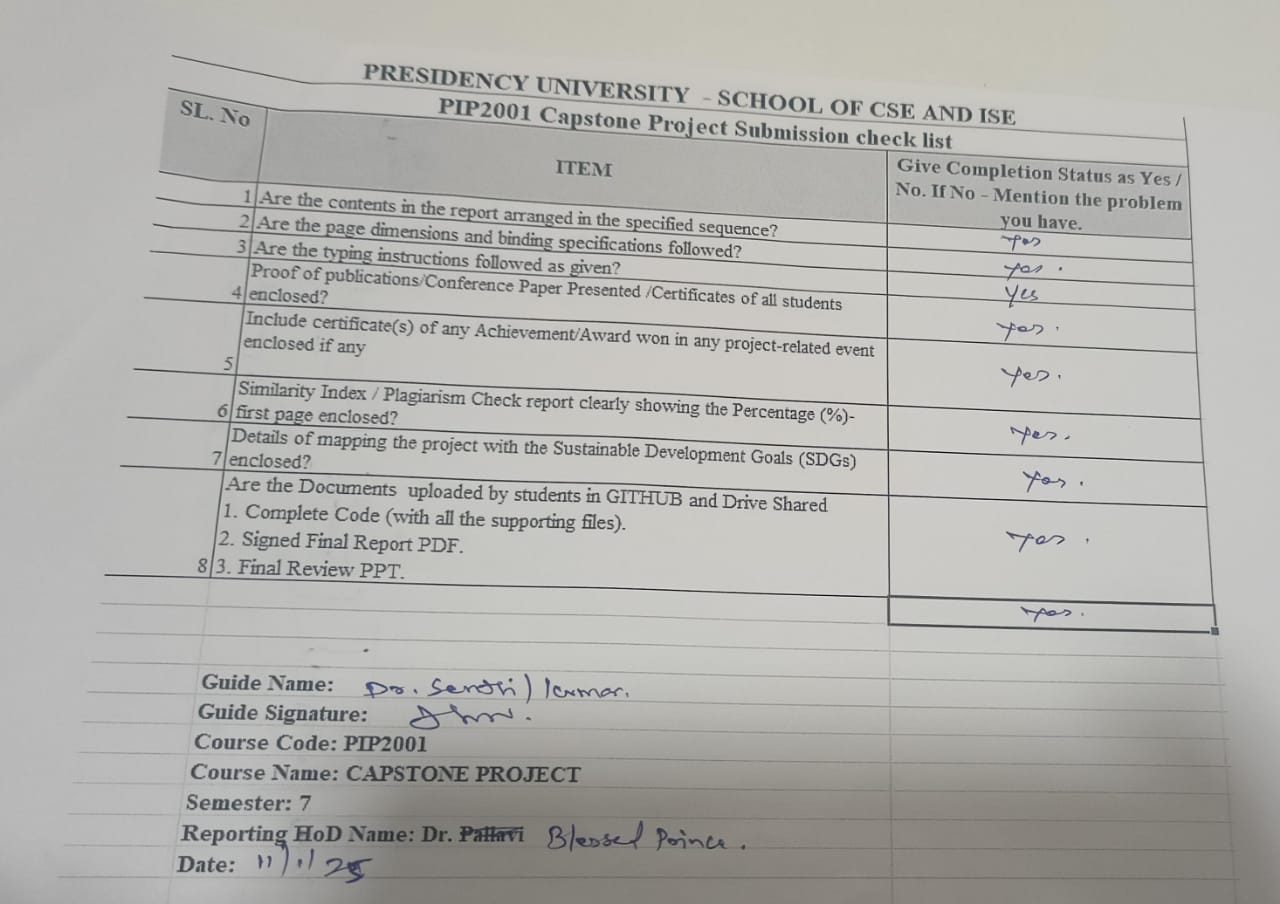 PRESIDENCY UNIVERSITY - SCHOOL OF CSE AND ISE
PIP2001 Capstone Project Submission check list
SL. No
ITEM
Give Completion Status as Yes /
No. If No - Mention the problem
you have.
1 Are the contents in the report arranged in the specified sequence?
yes
2 Are the page dimensions and binding specifications followed?
yes.
3 Are the typing instructions followed as given?
Yes
Proof of publications/Conference Paper Presented /Certificates of all students
4 enclosed?
yes.
Include certificate(s) of any Achievement/Award won in any project-related event
enclosed if any
5
yes.
Similarity Index / Plagiarism Check report clearly showing the Percentage (%)-
6 first page enclosed?
yes.
Details of mapping the project with the Sustainable Development Goals (SDGs)
7 enclosed?
yes.
Are the Documents uploaded by students in GITHUB and Drive Shared
1. Complete Code (with all the supporting files).
2. Signed Final Report PDF.
8 3. Final Review PPT.
yes.
yes.
Guide Name: Dr. Senthil kumar.
Guide Signature:
Course Code: PIP2001
Course Name: CAPSTONE PROJECT
Semester: 7
Reporting HoD Name: Dr. Pallavi Blessed Prince.
Date: 11/1/25